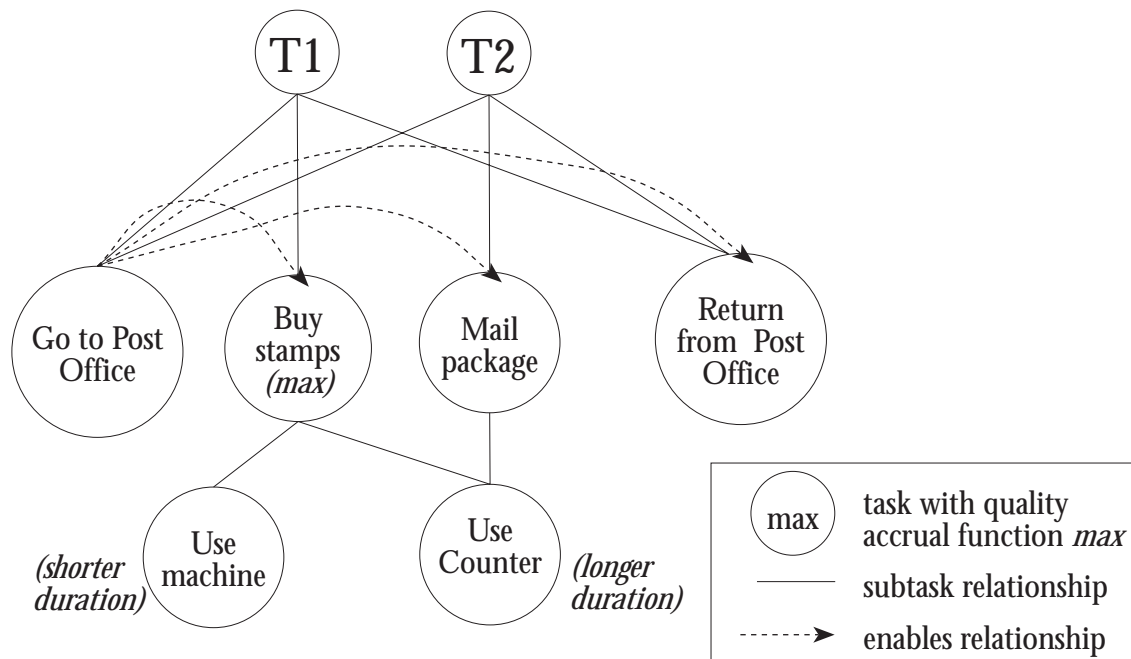 T1
T2
Go to Post
Office
Buy
stamps
(max)
Mail
package
Return
from Post
Office
(shorter
duration)
Use
machine
Use
Counter
(longer
duration)
max
task with quality
accrual function max
subtask relationship
enables relationship